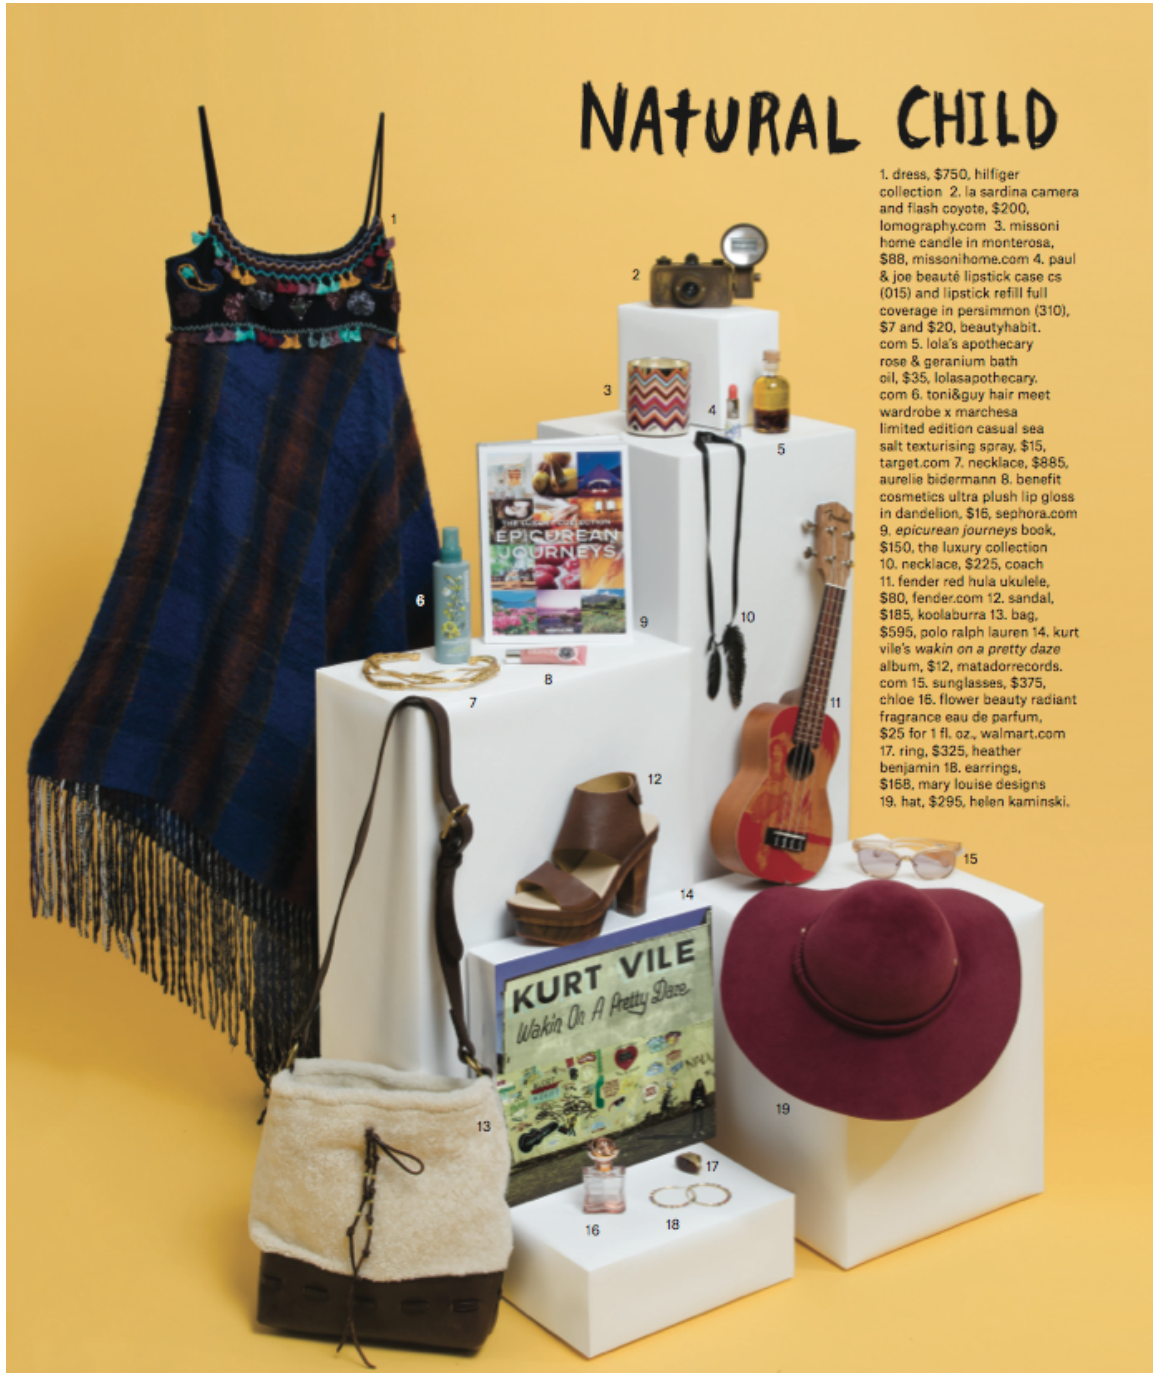 NATURAL CHILD
1. dress, $750, hilfiger
collection 2. la sardina camera
and flash coyote, $200,
lomography.com 3. missoni
home candle in monterosa,
$88, missonihome.com 4. paul
& joe beauté lipstick case cs
(015) and lipstick refill full
coverage in persimmon (310),
$7 and $20, beautyhabit.
com 5. lola's apothecary
rose & geranium bath
oil, $35, lolasapothecary.
com 6. toni&guy hair meet
wardrobe x marchesa
limited edition casual sea
salt texturising spray, $15,
target.com 7. necklace, $885,
aurelie bidermann 8. benefit
cosmetics ultra plush lip gloss
in dandelion, $16, sephora.com
9. epicurean journeys book,
$150, the luxury collection
10. necklace, $225, coach
11. fender red hula ukulele,
$80, fender.com 12. sandal,
$185, koolaburra 13. bag,
$595, polo ralph lauren 14. kurt
vile's wakin on a pretty daze
album, $12, matadorrecords.
com 15. sunglasses, $375,
chloe 16. flower beauty radiant
fragrance eau de parfum,
$25 for 1 fl. oz., walmart.com
17. ring, $325, heather
benjamin 18. earrings,
$168, mary louise designs
19. hat, $295, helen kaminski.
1
2
3
4
5
THE LUXURY COLLECTION
EPICUREAN
JOURNEYS
6
9
10
Fender
8
7
11
12
15
14
KURT VILE
Wakin On A Pretty Daze
19
13
17
16
18